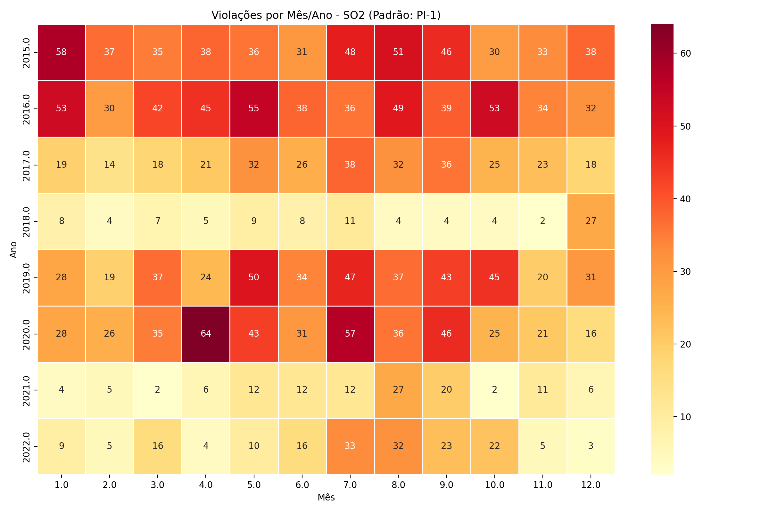 Violações por Mês/Ano - SO2 (Padrão: PI-1)
2015.0 58 37 35 38 36 31 48 51 46 30 33 38
2016.0 53 30 42 45 55 38 36 49 39 53 34 32
2017.0 19 14 18 21 32 26 38 32 36 25 23 18
2018.0 8 4 7 5 9 8 11 4 4 4 2 27
2019.0 28 19 37 24 50 34 47 37 43 45 20 31
2020.0 28 26 35 64 43 31 57 36 46 25 21 16
2021.0 4 5 2 6 12 12 12 27 20 2 11 6
2022.0 9 5 16 4 10 16 33 32 23 22 5 3
1.0 2.0 3.0 4.0 5.0 6.0 7.0 8.0 9.0 10.0 11.0 12.0
Mês
Ano
60
50
40
30
20
10